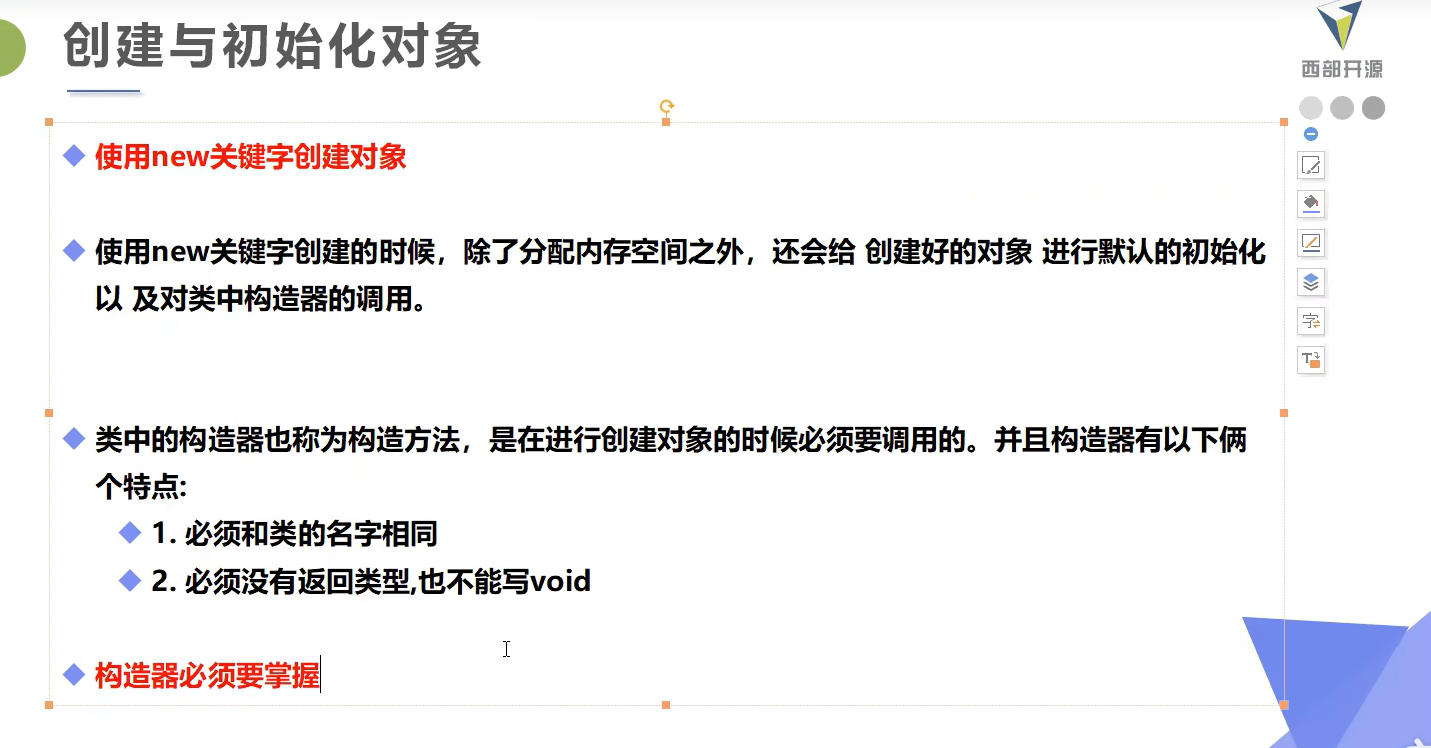 创建与初始化对象
西部开源
使用new关键字创建对象
使用new关键字创建的时候，除了分配内存空间之外，还会给 创建好的对象 进行默认的初始化
以 及对类中构造器的调用。
类中的构造器也称为构造方法，是在进行创建对象的时候必须要调用的。并且构造器有以下俩
个特点:
1. 必须和类的名字相同
2. 必须没有返回类型,也不能写void
构造器必须要掌握